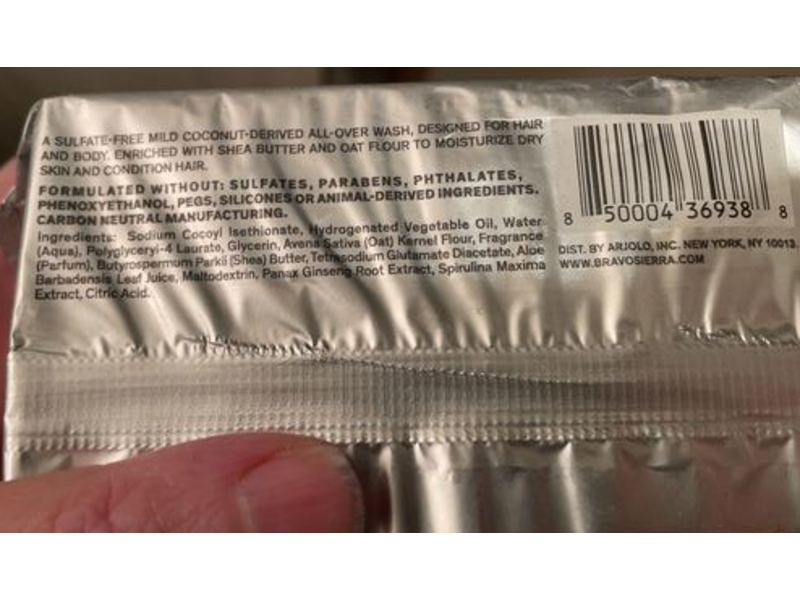 A SULFATE-FREE MILD COCONUT-DERIVED ALL-OVER WASH, DESIGNED FOR HAIR
AND BODY. ENRICHED WITH SHEA BUTTER AND OAT FLOUR TO MOISTURIZE DRY
SKIN AND CONDITION HAIR.
FORMULATED WITHOUT: SULFATES, PARABENS, PHTHALATES,
PHENOXYETHANOL, PEGS, SILICONES OR ANIMAL-DERIVED INGREDIENTS.
CARBON NEUTRAL MANUFACTURING.
Ingredients: Sodium Cocoyl Isethionate, Hydrogenated Vegetable Oil, Water
(Aqua), Polyglyceryl-4 Laurate, Glycerin, Avena Sativa (Oat) Kernel Flour, Fragrance
(Parfum), Butyrospermum Parkii (Shea) Butter, Tetrasodium Glutamate Diacetate, Aloe
Barbadensis Leaf Juice, Maltodextrin, Panax Ginseng Root Extract, Spirulina Maxima
Extract, Citric Acid.
8 50004 36938 8
DIST. BY ARJOLO, INC. NEW YORK, NY 10013.
WWW.BRAVOSIERRA.COM